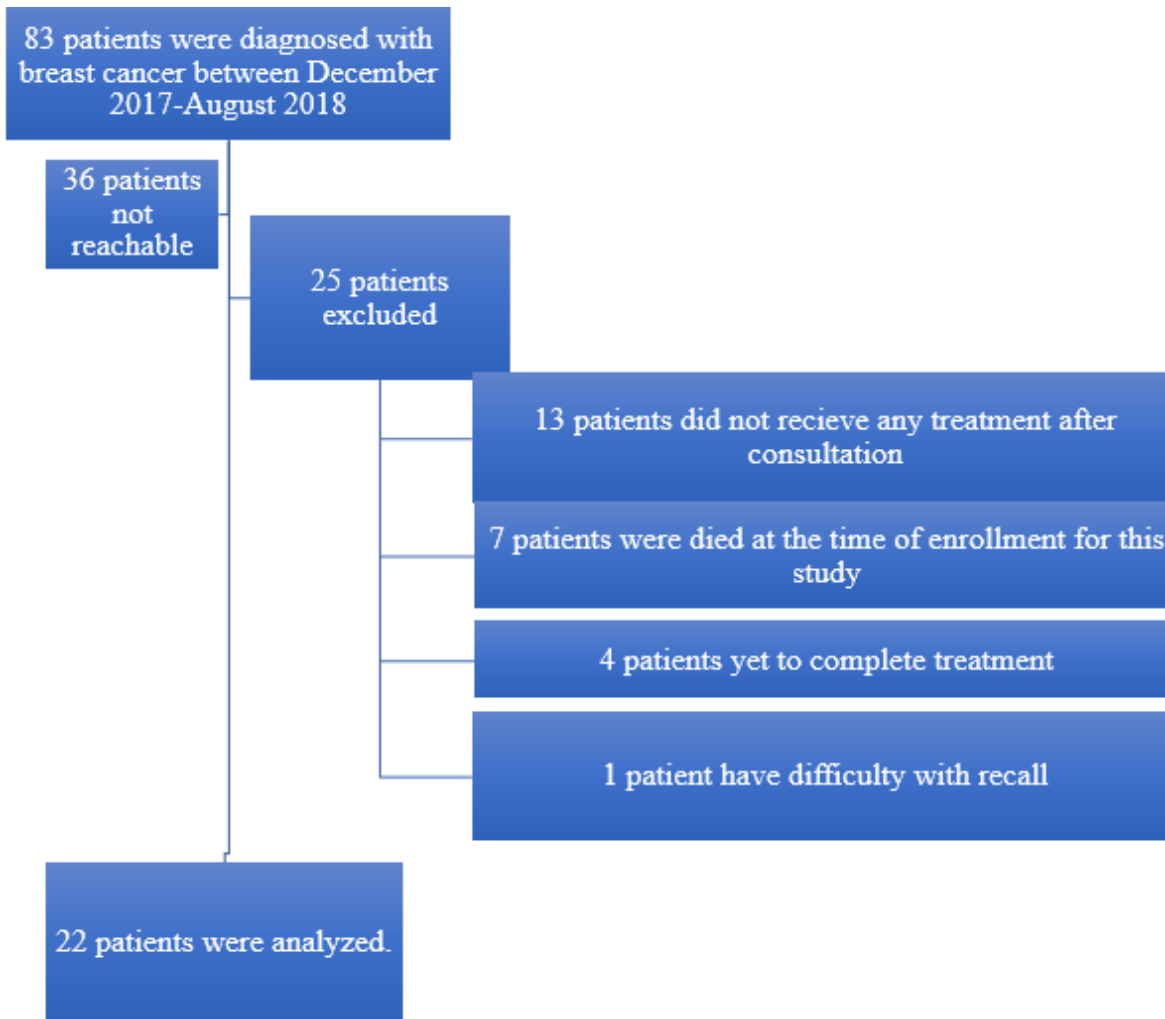 83 patients were diagnosed with
breast cancer between December
2017-August 2018
36 patients
not
reachable
25 patients
excluded
13 patients did not recieve any treatment after
consultation
7 patients were died at the time of enrollment for this
study
4 patients yet to complete treatment
1 patient have difficulty with recall
22 patients were analyzed.